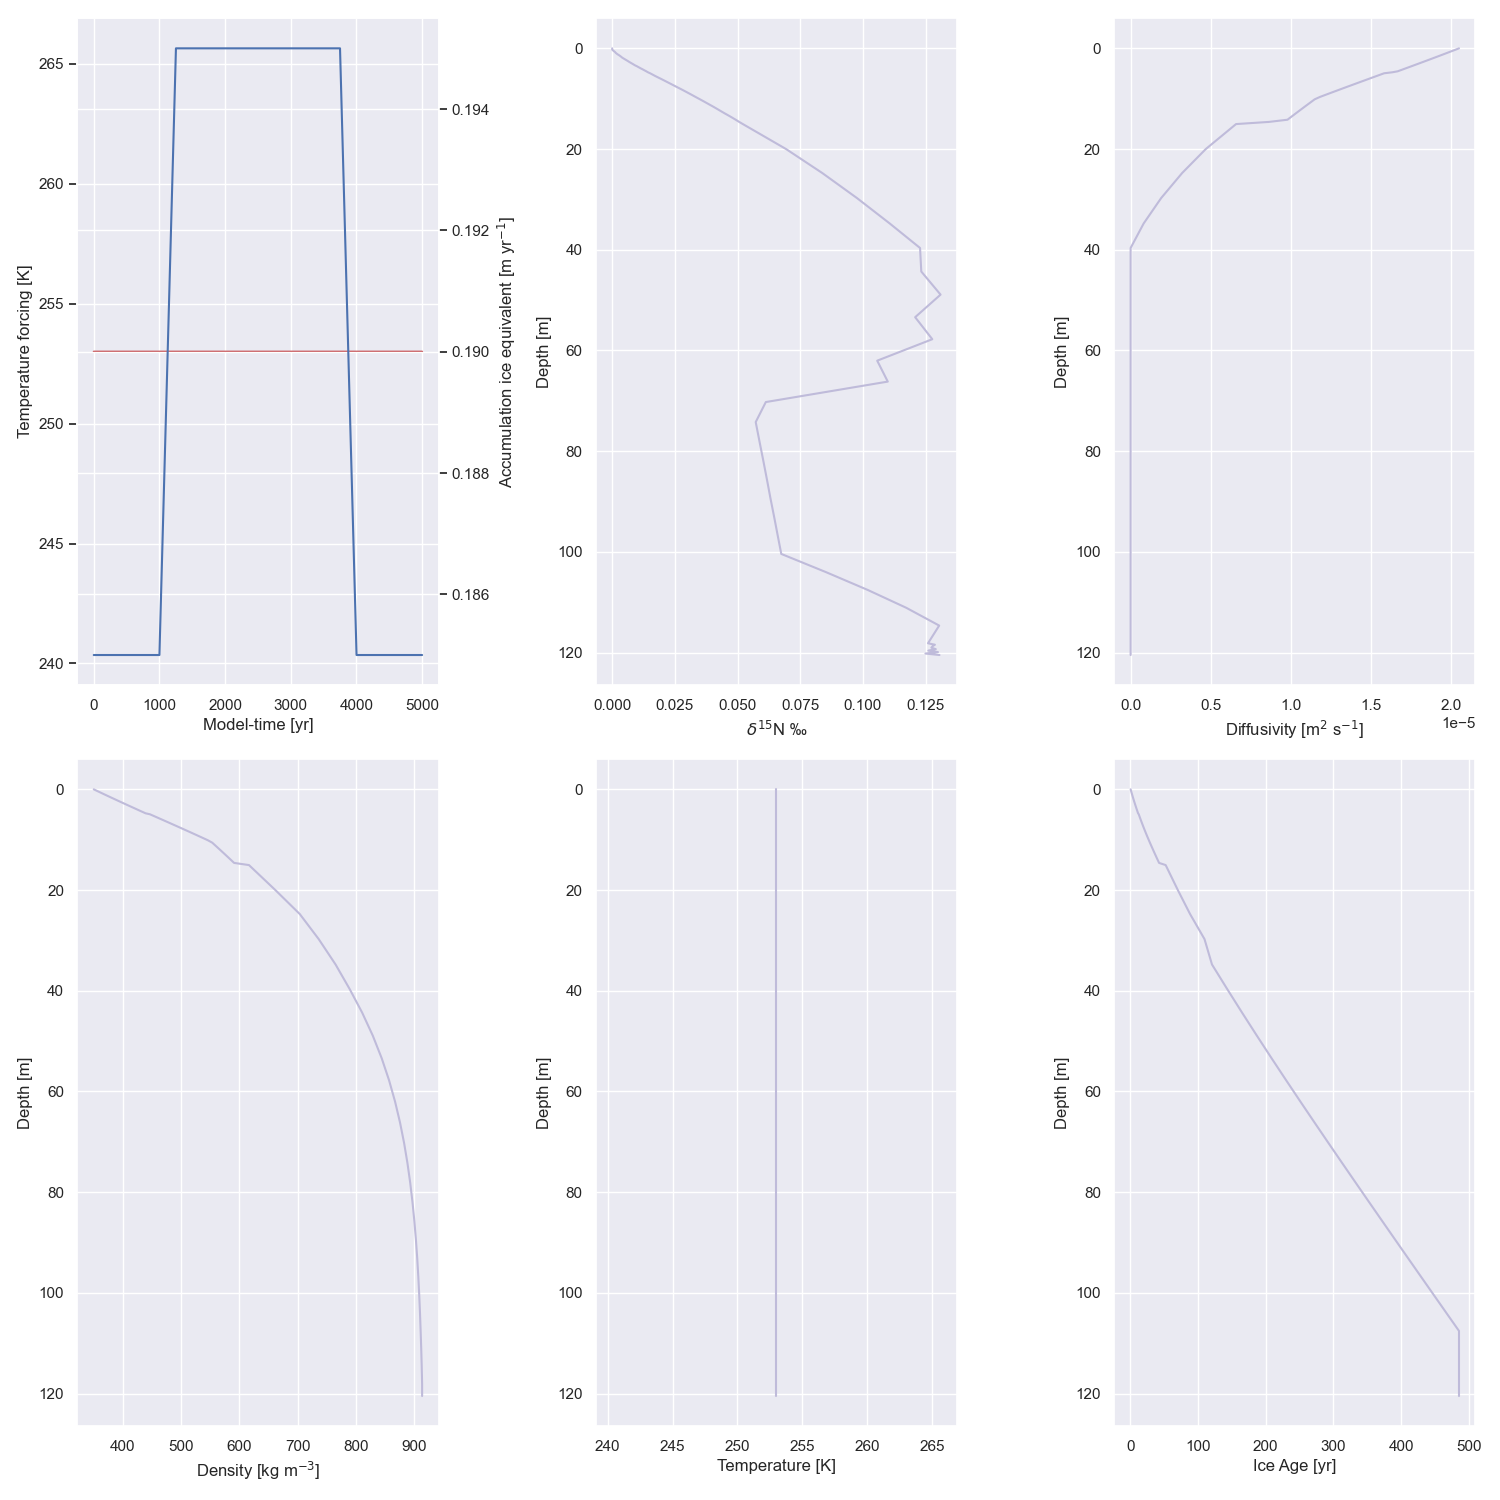 Temperature forcing [K]
265
260
255
250
245
240
0 1000 2000 3000 4000 5000
Model-time [yr]
0.194
0.192
0.190
0.188
0.186
Accumulation ice equivalent [m yr⁻¹]
Depth [m]
0
20
40
60
80
100
120
0.000 0.025 0.050 0.075 0.100 0.125
δ¹⁵N ‰
Depth [m]
0
20
40
60
80
100
120
0.0 0.5 1.0 1.5 2.0
1e−5
Diffusivity [m² s⁻¹]
Depth [m]
0
20
40
60
80
100
120
400 500 600 700 800 900
Density [kg m⁻³]
Depth [m]
0
20
40
60
80
100
120
240 245 250 255 260 265
Temperature [K]
Depth [m]
0
20
40
60
80
100
120
0 100 200 300 400 500
Ice Age [yr]